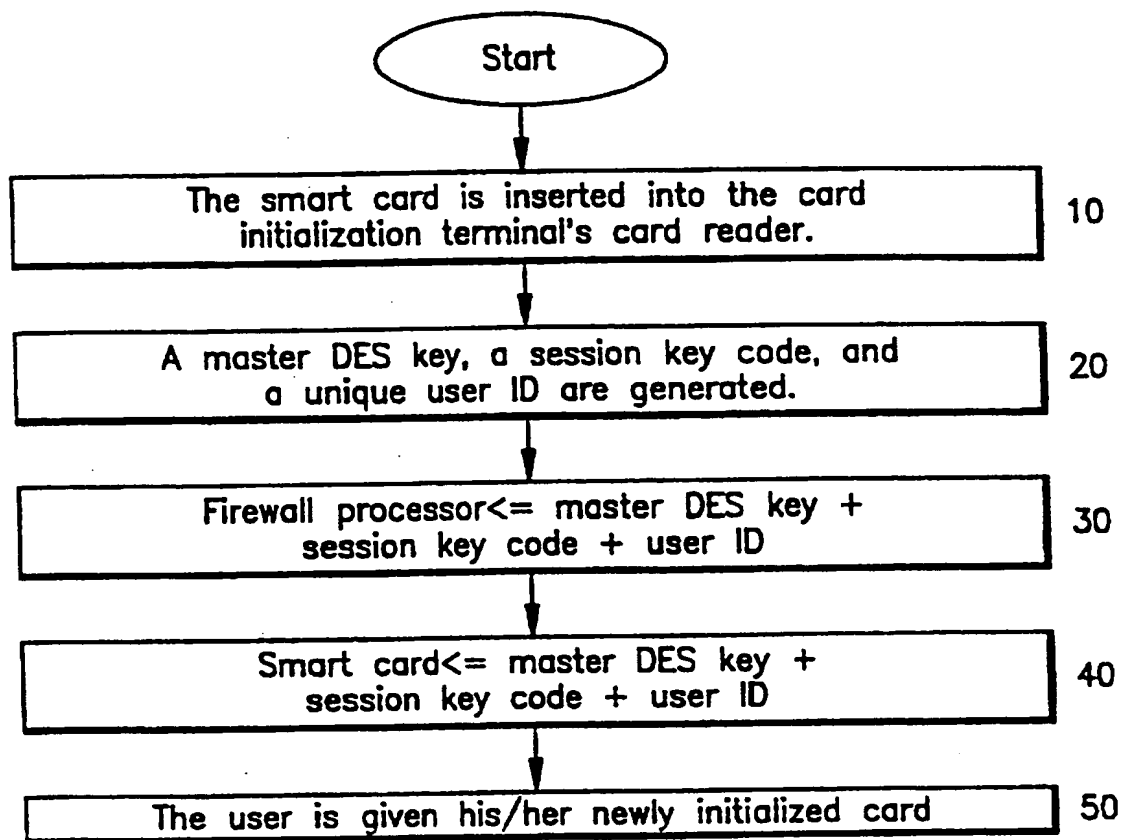 Start
The smart card is inserted into the card
initialization terminal's card reader.
10
A master DES key, a session key code, and
a unique user ID are generated.
20
Firewall processor<= master DES key +
session key code + user ID
30
Smart card<= master DES key +
session key code + user ID
40
The user is given his/her newly initialized card
50